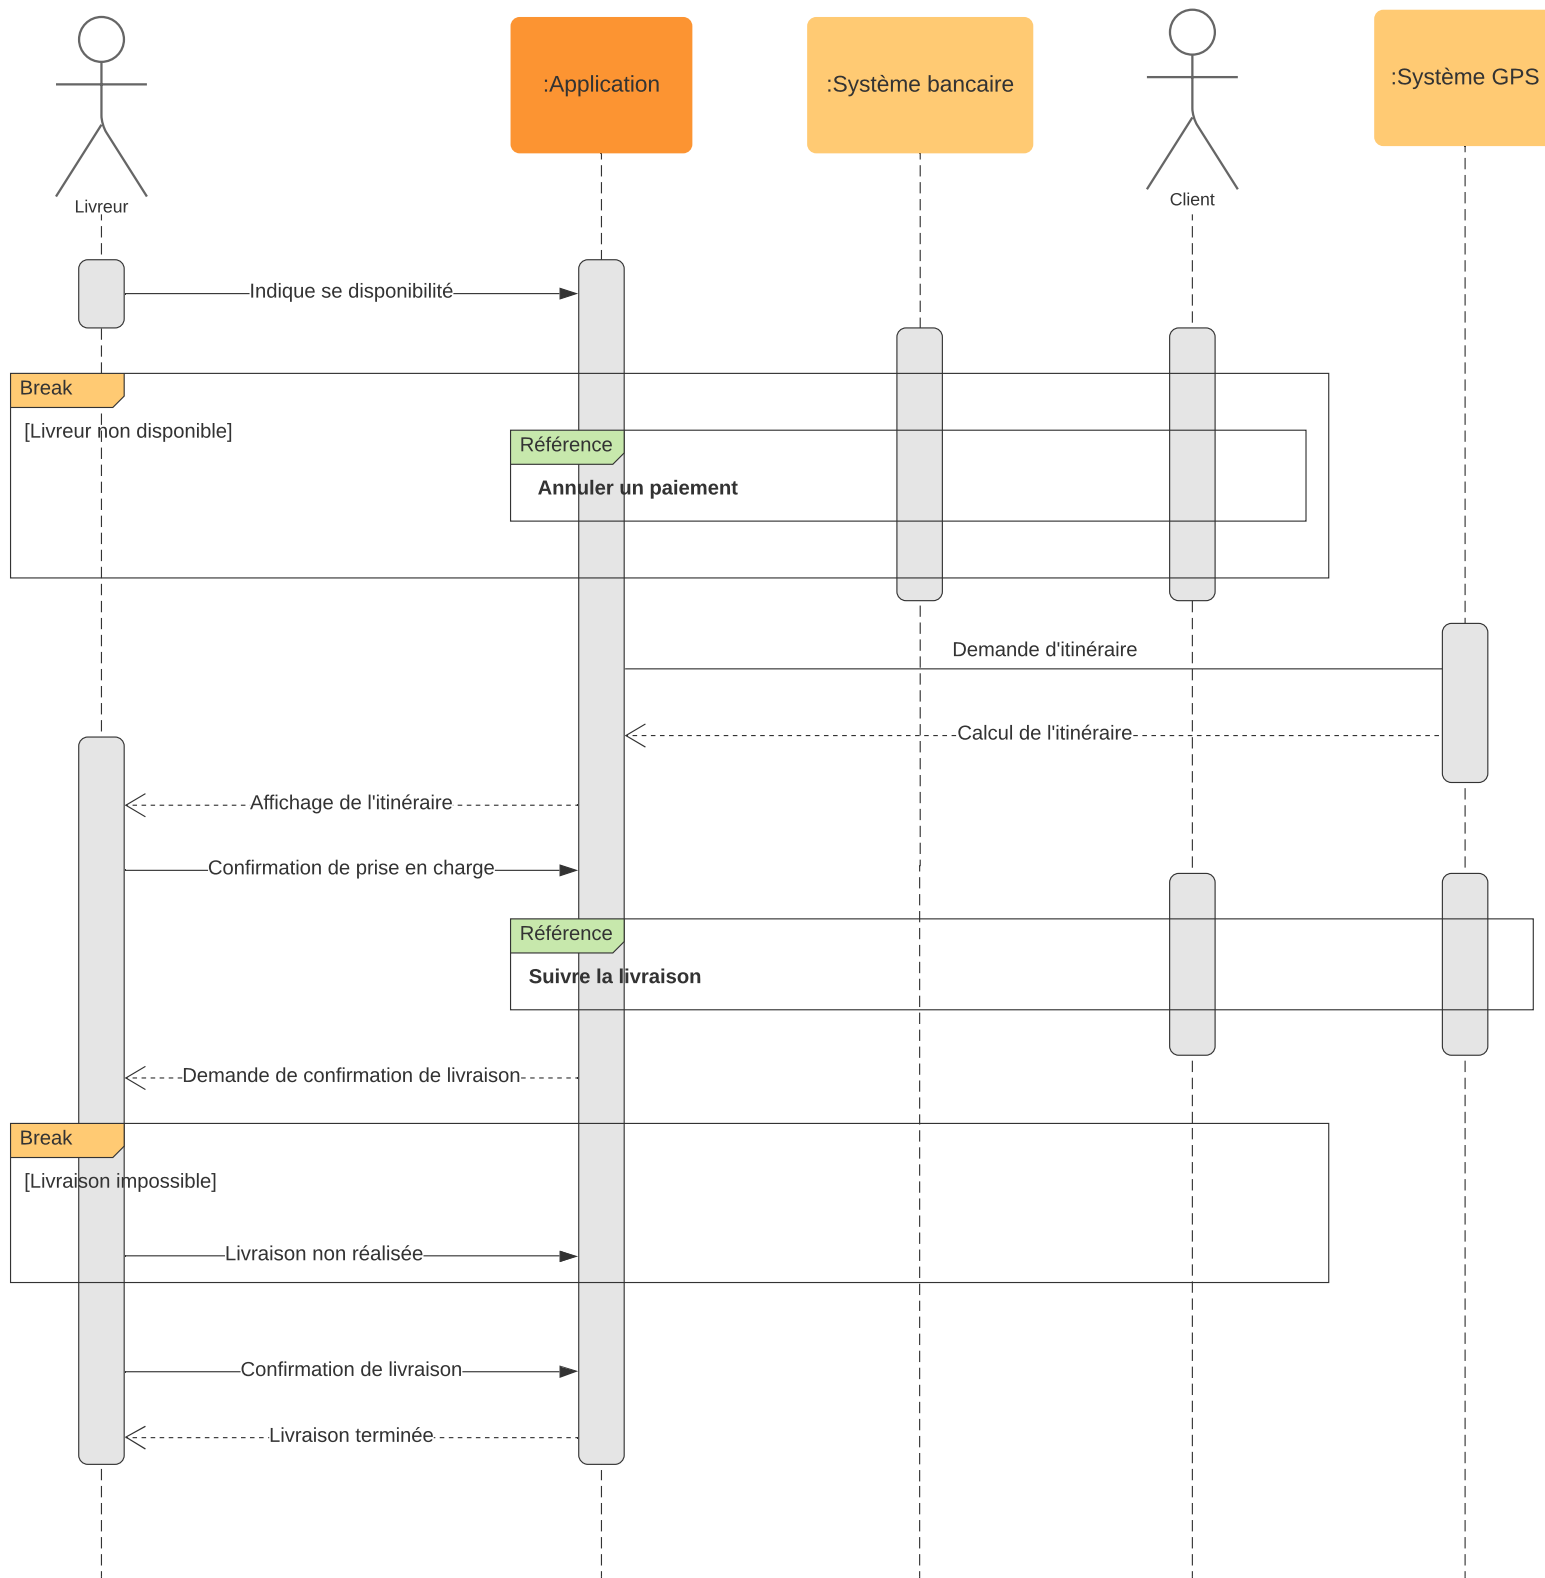 Livreur
:Application
:Système bancaire
Client
:Système GPS
Indique se disponibilité
Break
[Livreur non disponible]
Référence
Annuler un paiement
Demande d'itinéraire
Calcul de l'itinéraire
Affichage de l'itinéraire
Confirmation de prise en charge
Référence
Suivre la livraison
Demande de confirmation de livraison
Break
[Livraison impossible]
Livraison non réalisée
Confirmation de livraison
Livraison terminée